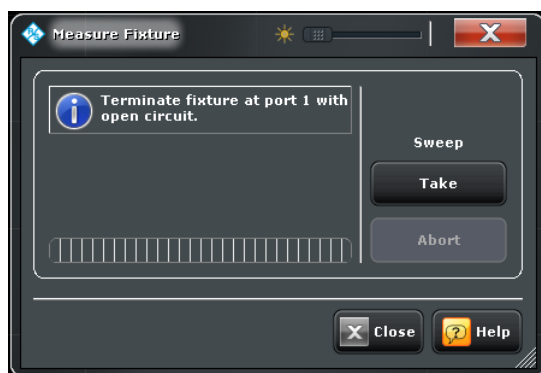 Measure Fixture
Terminate fixture at port 1 with
open circuit.
Sweep
Take
Abort
Close
Help